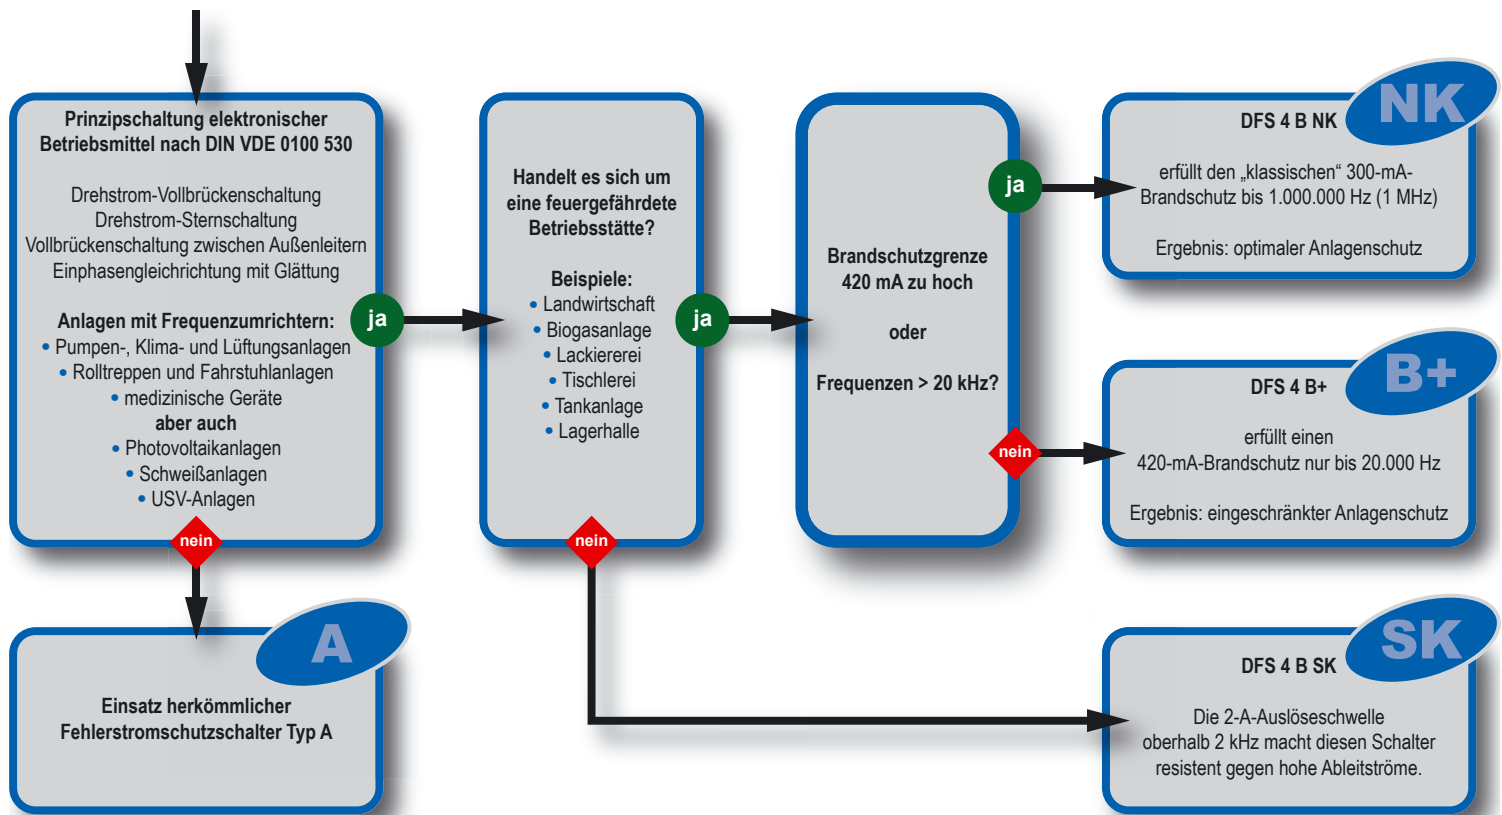 Prinzipschaltung elektronischer
Betriebsmittel nach DIN VDE 0100 530
Drehstrom-Vollbrückenschaltung
Drehstrom-Sternschaltung
Vollbrückenschaltung zwischen Außenleitern
Einphasengleichrichtung mit Glättung
Anlagen mit Frequenzumrichtern:
• Pumpen-, Klima- und Lüftungsanlagen
• Rolltreppen und Fahrstuhlanlagen
• medizinische Geräte
aber auch
• Photovoltaikanlagen
• Schweißanlagen
• USV-Anlagen
ja
nein
A
Einsatz herkömmlicher
Fehlerstromschutzschalter Typ A
Handelt es sich um
eine feuergefährdete
Betriebsstätte?
Beispiele:
• Landwirtschaft
• Biogasanlage
• Lackiererei
• Tischlerei
• Tankanlage
• Lagerhalle
ja
nein
Brandschutzgrenze
420 mA zu hoch
oder
Frequenzen > 20 kHz?
ja
nein
NK
DFS 4 B NK
erfüllt den „klassischen“ 300-mA-
Brandschutz bis 1.000.000 Hz (1 MHz)
Ergebnis: optimaler Anlagenschutz
B+
DFS 4 B+
erfüllt einen
420-mA-Brandschutz nur bis 20.000 Hz
Ergebnis: eingeschränkter Anlagenschutz
SK
DFS 4 B SK
Die 2-A-Auslöseschwelle
oberhalb 2 kHz macht diesen Schalter
resistent gegen hohe Ableitströme.